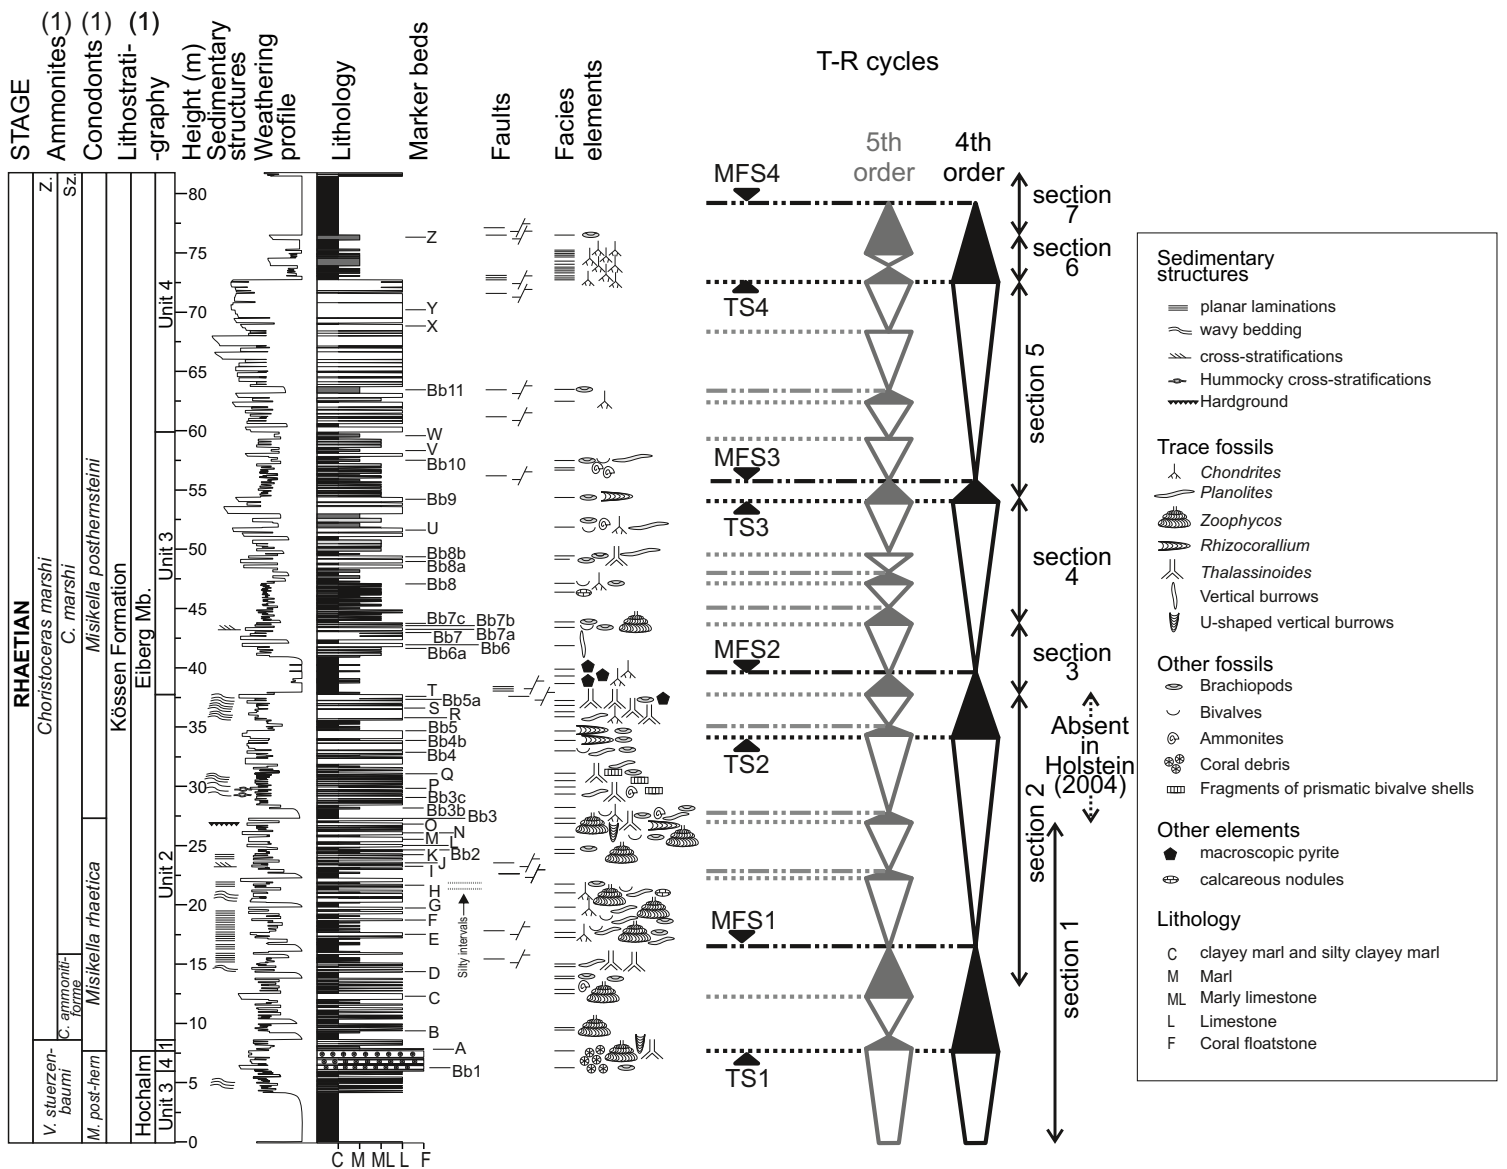 STAGE
Ammonites
(1)
Conodonts
(1)
Lithostrati-
-graphy
(1)
Height (m)
Sedimentary
structures
Weathering
profile
Lithology
Marker beds
Faults
Facies
elements
T-R cycles
5th
order
4th
order
RHAETIAN
Z.
Choristoceras marshi
V. stuerzen-
baumi
Sz.
C. marshi
C. ammoniti-
forme
Misikella posthernsteini
Misikella rhaetica
M. post-hern
Kössen Formation
Eiberg Mb.
Hochalm
Unit 4
Unit 3
Unit 2
1
4
Unit 3
80
75
70
65
60
55
50
45
40
35
30
25
20
15
10
5
0
Z
Y
X
Bb11
W
V
Bb10
Bb9
U
Bb8b
Bb8a
Bb8
Bb7c
Bb7b
Bb7
Bb7a
Bb6
Bb6a
T
Bb5a
S
R
Bb5
Bb4b
Bb4
Q
P
Bb3c
Bb3b
Bb3
O
N
M
L
K
Bb2
J
I
H
G
F
E
D
C
B
A
Bb1
Silty intervals
C M ML L F
MFS4
TS4
MFS3
TS3
MFS2
TS2
MFS1
TS1
section
7
section
6
section 5
section
4
section
3
Absent
in
Holstein
(2004)
section 2
section 1
Sedimentary
structures
planar laminations
wavy bedding
cross-stratifications
Hummocky cross-stratifications
Hardground
Trace fossils
Chondrites
Planolites
Zoophycos
Rhizocorallium
Thalassinoides
Vertical burrows
U-shaped vertical burrows
Other fossils
Brachiopods
Bivalves
Ammonites
Coral debris
Fragments of prismatic bivalve shells
Other elements
macroscopic pyrite
calcareous nodules
Lithology
C clayey marl and silty clayey marl
M Marl
ML Marly limestone
L Limestone
F Coral floatstone